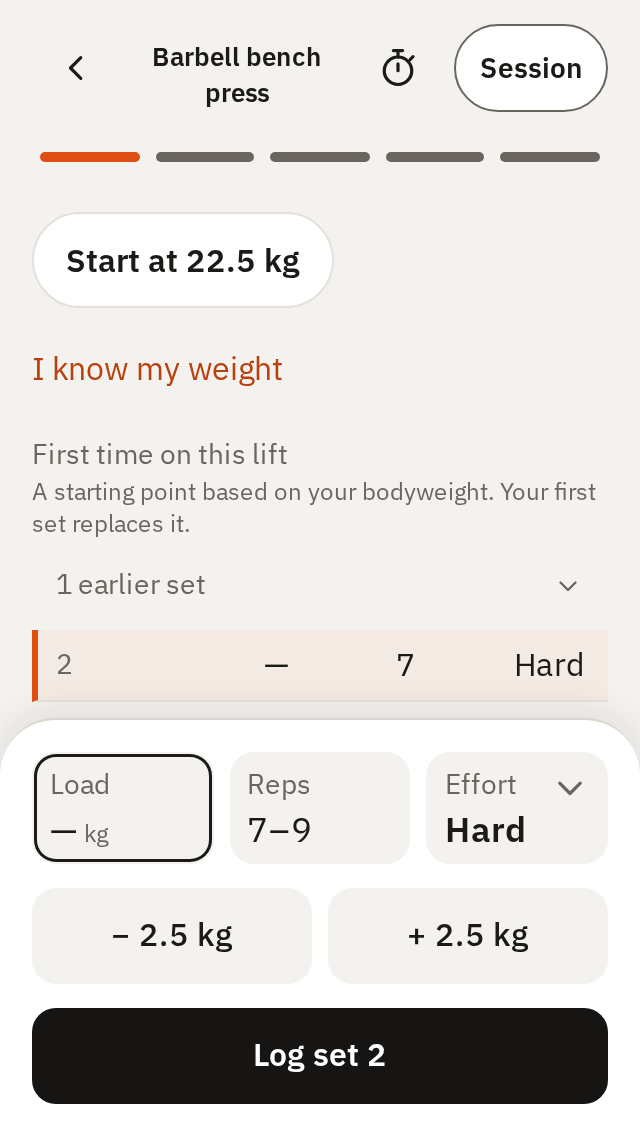 Barbell bench
press
Session
Start at 22.5 kg
I know my weight
First time on this lift
A starting point based on your bodyweight. Your first
set replaces it.
1 earlier set
2 — 7 Hard
Load Reps Effort
— kg 7–9 Hard
− 2.5 kg + 2.5 kg
Log set 2